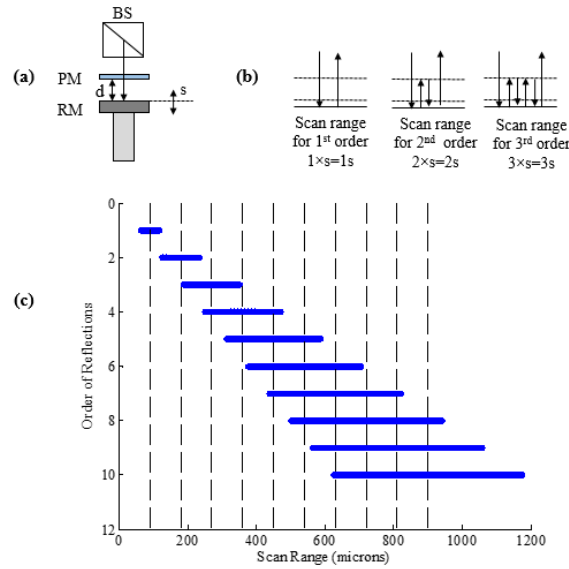 BS
(a)
PM
d
s
RM
(b)
Scan range
for 1st order
1×s=1s
Scan range
for 2nd order
2×s=2s
Scan range
for 3rd order
3×s=3s
(c)
Order of Reflections
0
2
4
6
8
10
12
0
200
400
600
800
1000
1200
Scan Range (microns)